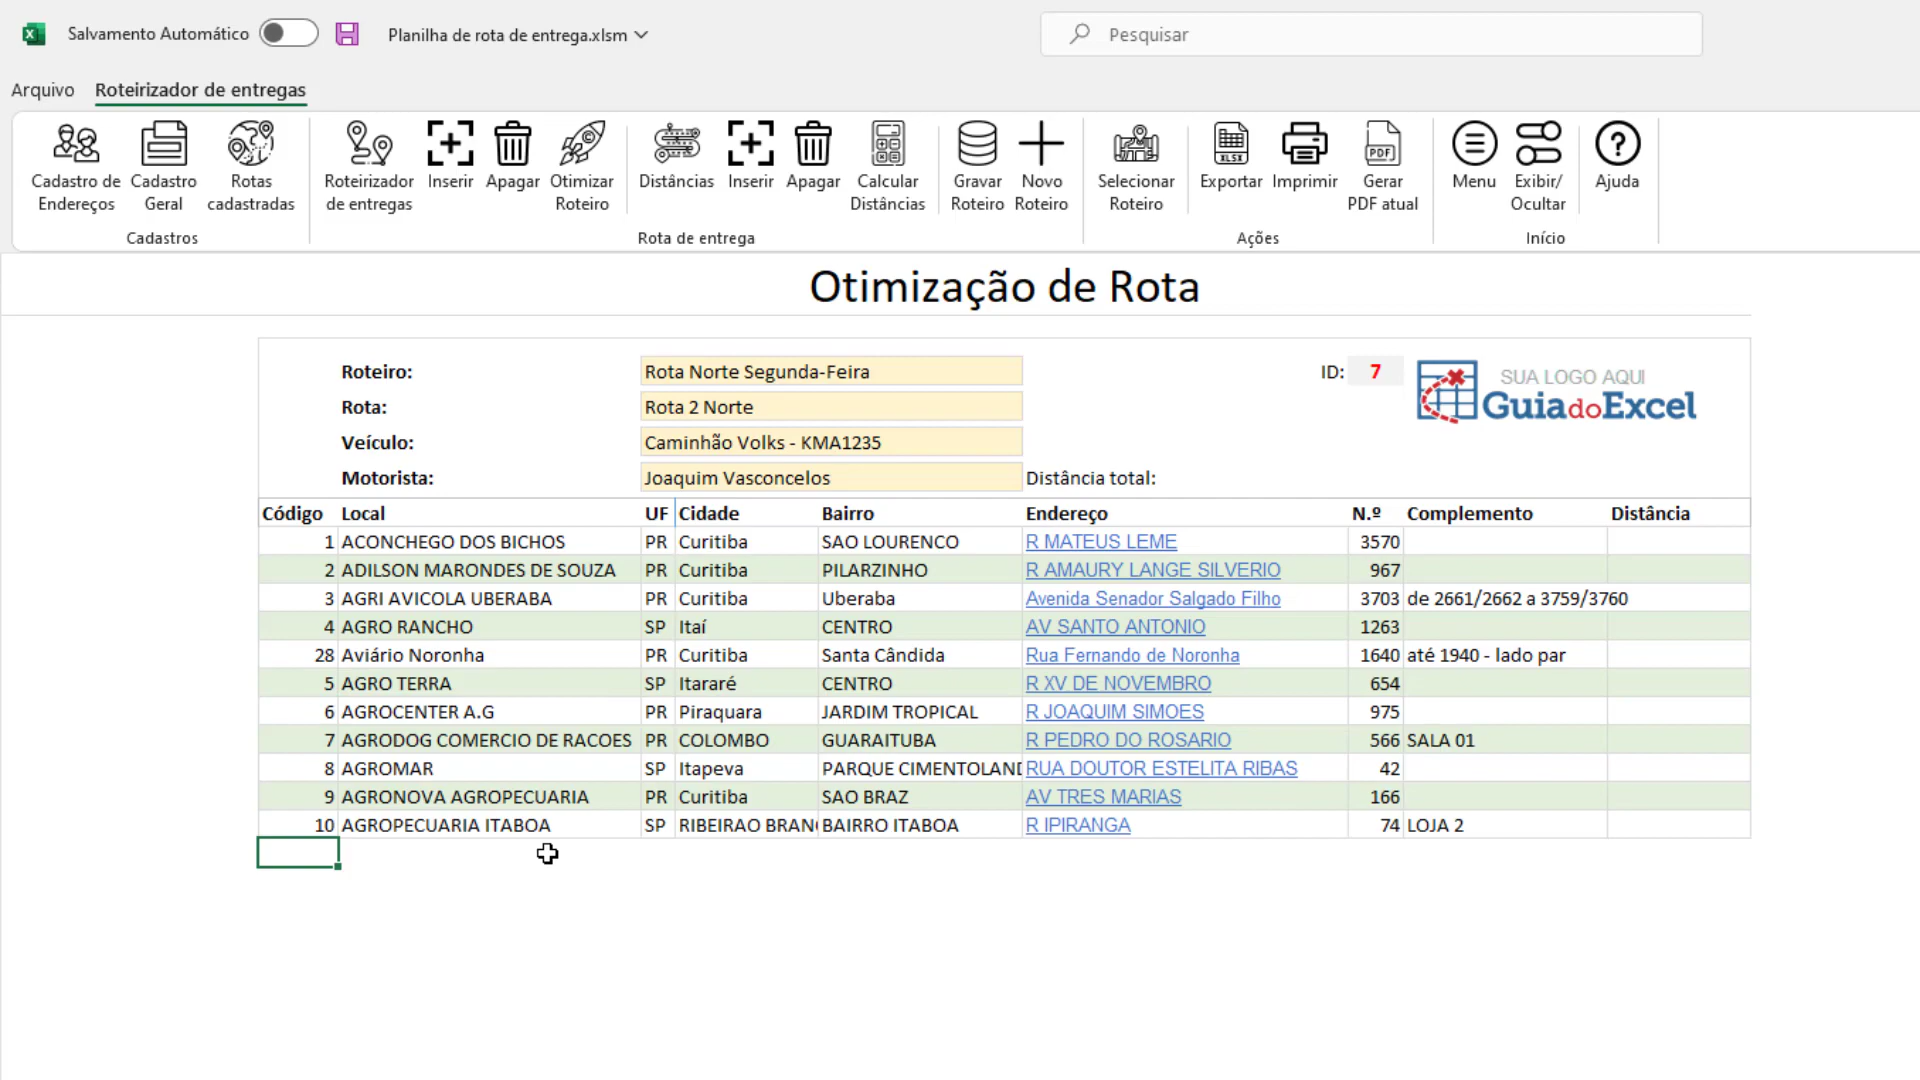 Salvamento Automático
Planilha de rota de entrega.xlsm
Pesquisar
Arquivo
Roteirizador de entregas
Cadastro de Endereços
Cadastro Geral
Rotas cadastradas
Roteirizador de entregas
Inserir
Apagar
Otimizar Roteiro
Distâncias
Inserir
Apagar
Calcular Distâncias
Gravar Roteiro
Novo Roteiro
Selecionar Roteiro
XLSX
Exportar
Imprimir
PDF
Gerar PDF atual
Menu
Exibir/ Ocultar
Ajuda
Cadastros
Rota de entrega
Ações
Início
Otimização de Rota
Roteiro: Rota Norte Segunda-Feira ID: 7
SUA LOGO AQUI
GuiadoExcel
Rota: Rota 2 Norte
Veículo: Caminhão Volks - KMA1235
Motorista: Joaquim Vasconcelos Distância total:
Código Local UF Cidade Bairro Endereço N.º Complemento Distância
1 ACONCHEGO DOS BICHOS PR Curitiba SAO LOURENCO R MATEUS LEME 3570
2 ADILSON MARONDES DE SOUZA PR Curitiba PILARZINHO R AMAURY LANGE SILVERIO 967
3 AGRI AVICOLA UBERABA PR Curitiba Uberaba Avenida Senador Salgado Filho 3703 de 2661/2662 a 3759/3760
4 AGRO RANCHO SP Itaí CENTRO AV SANTO ANTONIO 1263
28 Aviário Noronha PR Curitiba Santa Cândida Rua Fernando de Noronha 1640 até 1940 - lado par
5 AGRO TERRA SP Itararé CENTRO R XV DE NOVEMBRO 654
6 AGROCENTER A.G PR Piraquara JARDIM TROPICAL R JOAQUIM SIMOES 975
7 AGRODOG COMERCIO DE RACOES PR COLOMBO GUARAITUBA R PEDRO DO ROSARIO 566 SALA 01
8 AGROMAR SP Itapeva PARQUE CIMENTOLAND RUA DOUTOR ESTELITA RIBAS 42
9 AGRONOVA AGROPECUARIA PR Curitiba SAO BRAZ AV TRES MARIAS 166
10 AGROPECUARIA ITABOA SP RIBEIRAO BRAN BAIRRO ITABOA R IPIRANGA 74 LOJA 2